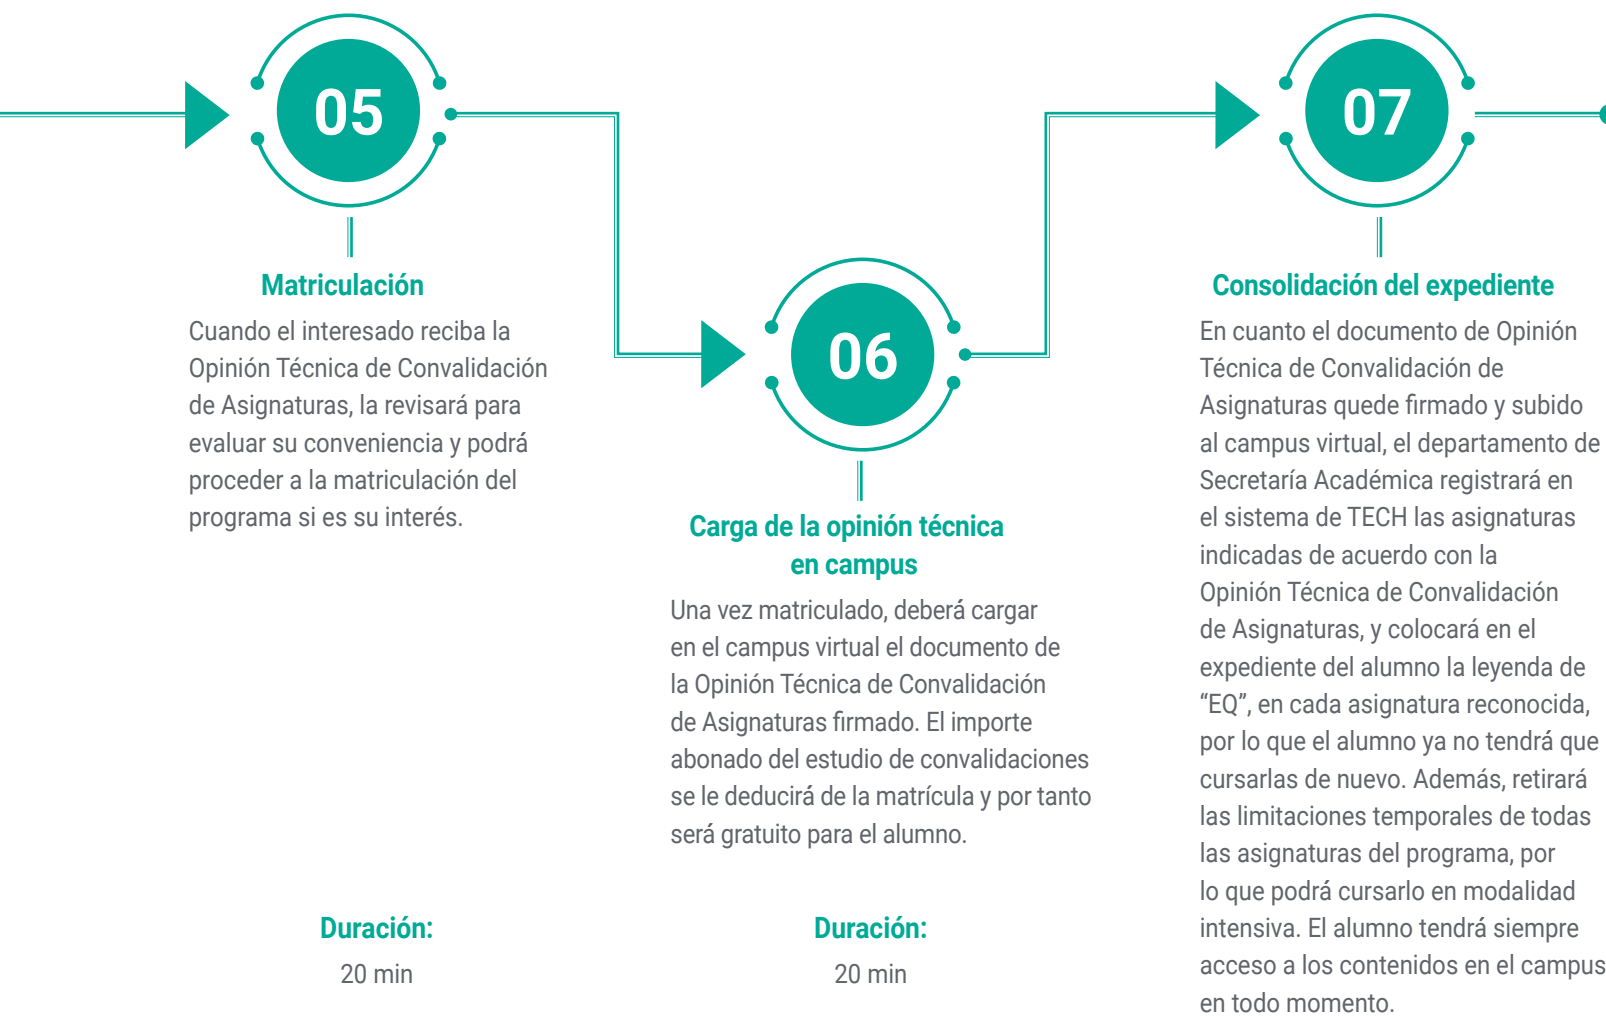 05
Matriculación
Cuando el interesado reciba la
Opinión Técnica de Convalidación
de Asignaturas, la revisará para
evaluar su conveniencia y podrá
proceder a la matriculación del
programa si es su interés.
Duración:
20 min
06
Carga de la opinión técnica
en campus
Una vez matriculado, deberá cargar
en el campus virtual el documento de
la Opinión Técnica de Convalidación
de Asignaturas firmado. El importe
abonado del estudio de convalidaciones
se le deducirá de la matrícula y por tanto
será gratuito para el alumno.
Duración:
20 min
07
Consolidación del expediente
En cuanto el documento de Opinión
Técnica de Convalidación de
Asignaturas quede firmado y subido
al campus virtual, el departamento de
Secretaría Académica registrará en
el sistema de TECH las asignaturas
indicadas de acuerdo con la
Opinión Técnica de Convalidación
de Asignaturas, y colocará en el
expediente del alumno la leyenda de
“EQ”, en cada asignatura reconocida,
por lo que el alumno ya no tendrá que
cursarlas de nuevo. Además, retirará
las limitaciones temporales de todas
las asignaturas del programa, por
lo que podrá cursarlo en modalidad
intensiva. El alumno tendrá siempre
acceso a los contenidos en el campus
en todo momento.